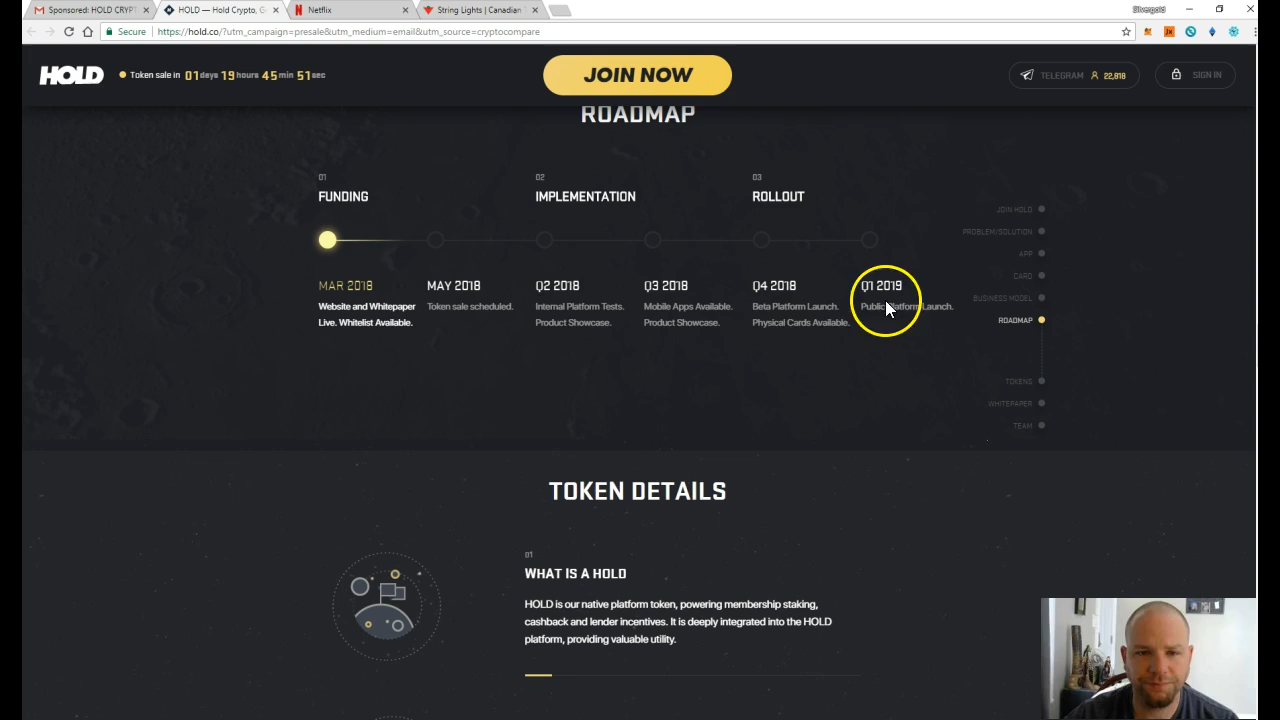 Sponsored: HOLD CRYPT
HOLD — Hold Crypto, G
Netflix
String Lights | Canadian T
Silvergold
Secure
https://hold.co/?utm_campaign=presale&utm_medium=email&utm_source=cryptocompare
HOLD
Token sale in 01 days 19 hours 45 min 51 sec
JOIN NOW
TELEGRAM 22,818
SIGN IN
ROADMAP
01
FUNDING
02
IMPLEMENTATION
03
ROLLOUT
MAR 2018
Website and Whitepaper
Live. Whitelist Available.
MAY 2018
Token sale scheduled.
Q2 2018
Internal Platform Tests.
Product Showcase.
Q3 2018
Mobile Apps Available.
Product Showcase.
Q4 2018
Beta Platform Launch.
Physical Cards Available.
Q1 2019
Public Platform Launch.
JOIN HOLD
PROBLEM/SOLUTION
APP
CARD
BUSINESS MODEL
ROADMAP
TOKENS
WHITEPAPER
TEAM
TOKEN DETAILS
01
WHAT IS A HOLD
HOLD is our native platform token, powering membership staking,
cashback and lender incentives. It is deeply integrated into the HOLD
platform, providing valuable utility.